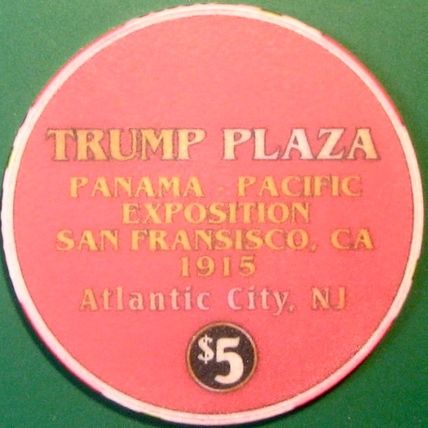 TRUMP PLAZA
PANAMA - PACIFIC
EXPOSITION
SAN FRANSISCO, CA
1915
Atlantic City, NJ
$5